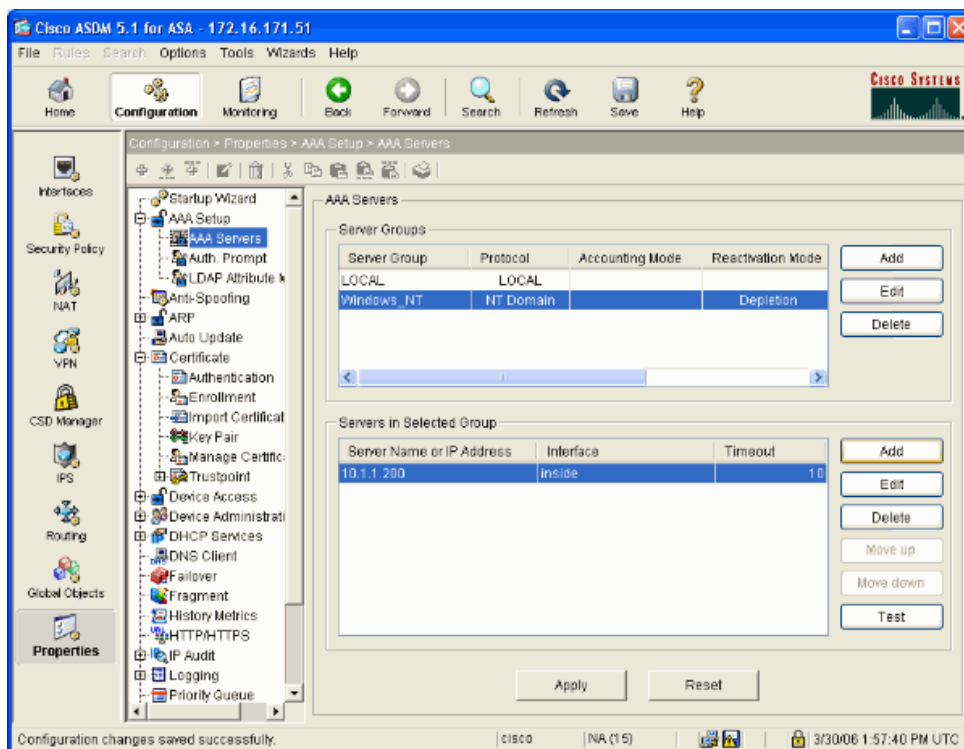 Cisco ASDM 5.1 for ASA - 172.16.171.51
File Rules Search Options Tools Wizards Help
Home Configuration Monitoring Back Forward Search Refresh Save Help
CISCO SYSTEMS
Configuration > Properties > AAA Setup > AAA Servers
Interfaces
Security Policy
NAT
VPN
CSD Manager
IPS
Routing
Global Objects
Properties
Startup Wizard
AAA Setup
AAA Servers
Auth. Prompt
LDAP Attribute M
Anti-Spoofing
ARP
Auto Update
Certificate
Authentication
Enrollment
Import Certificat
Key Pair
Manage Certific
Trustpoint
Device Access
Device Administrati
DHCP Services
DNS Client
Failover
Fragment
History Metrics
HTTP/HTTPS
IP Audit
Logging
Priority Queue
AAA Servers
Server Groups
Server Group Protocol Accounting Mode Reactivation Mode
LOCAL LOCAL
Windows_NT NT Domain Depletion
Add
Edit
Delete
Servers in Selected Group
Server Name or IP Address Interface Timeout
10.1.1.200 inside 10
Add
Edit
Delete
Move up
Move down
Test
Apply Reset
Configuration changes saved successfully. cisco NA (15) 3/30/06 1:57:40 PM UTC